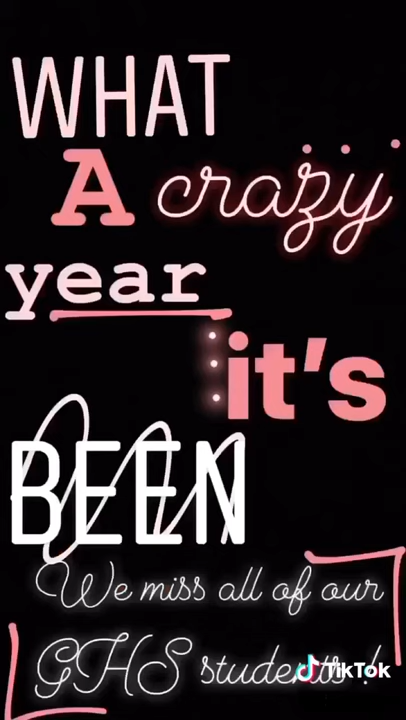 WHAT
A crazy
year
it's
BEEN
We miss all of our
GHS students!
TikTok